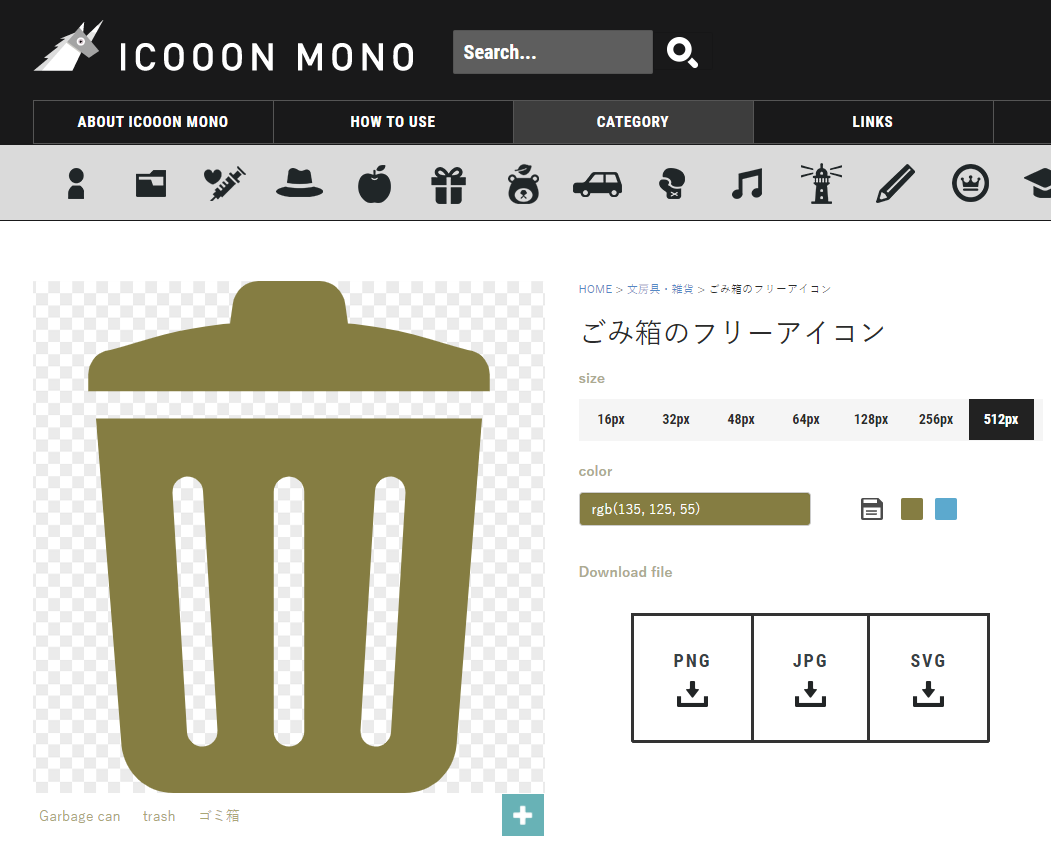 ICOOON MONO
Search...
ABOUT ICOOON MONO
HOW TO USE
CATEGORY
LINKS
HOME > 文房具・雑貨 > ごみ箱のフリーアイコン
ごみ箱のフリーアイコン
size
16px 32px 48px 64px 128px 256px 512px
color
rgb(135, 125, 55)
Download file
PNG JPG SVG
Garbage can trash ゴミ箱